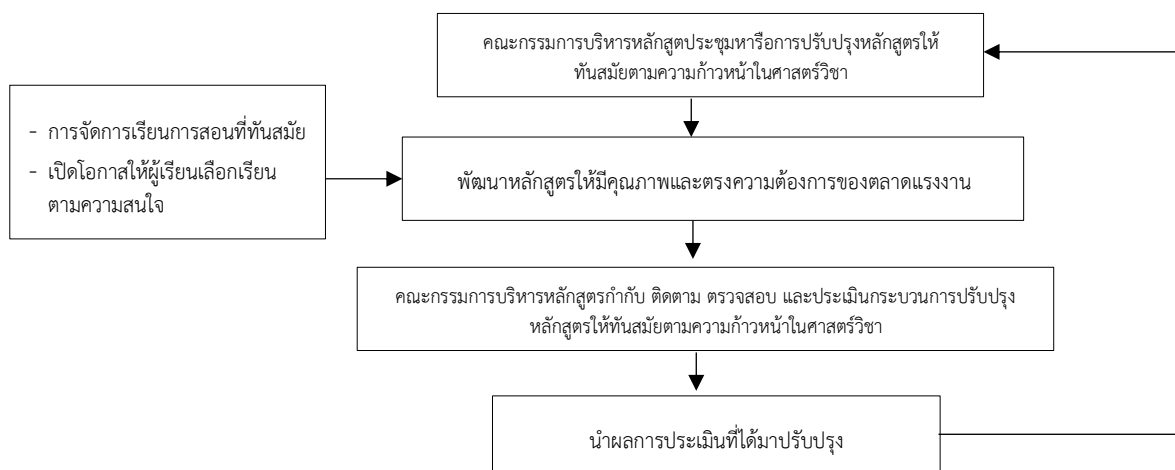 คณะกรรมการบริหารหลักสูตประชุมหารือการปรับปรุงหลักสูตรให้
ทันสมัยตามความก้าวหน้าในศาสตร์วิชา
- การจัดการเรียนการสอนที่ทันสมัย
- เปิดโอกาสให้ผู้เรียนเลือกเรียน
ตามความสนใจ
พัฒนาหลักสูตรให้มีคุณภาพและตรงความต้องการของตลาดแรงงาน
คณะกรรมการบริหารหลักสูตรกำกับ ติดตาม ตรวจสอบ และประเมินกระบวนการปรับปรุง
หลักสูตรให้ทันสมัยตามความก้าวหน้าในศาสตร์วิชา
นำผลการประเมินที่ได้มาปรับปรุง